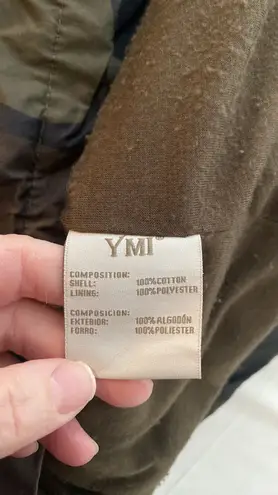 YMI®
COMPOSITION:
SHELL: 100%COTTON
LINING: 100%POLYESTER
COMPOSICION:
EXTERIOR: 100%ALGODÓN
FORRO: 100%POLIESTER